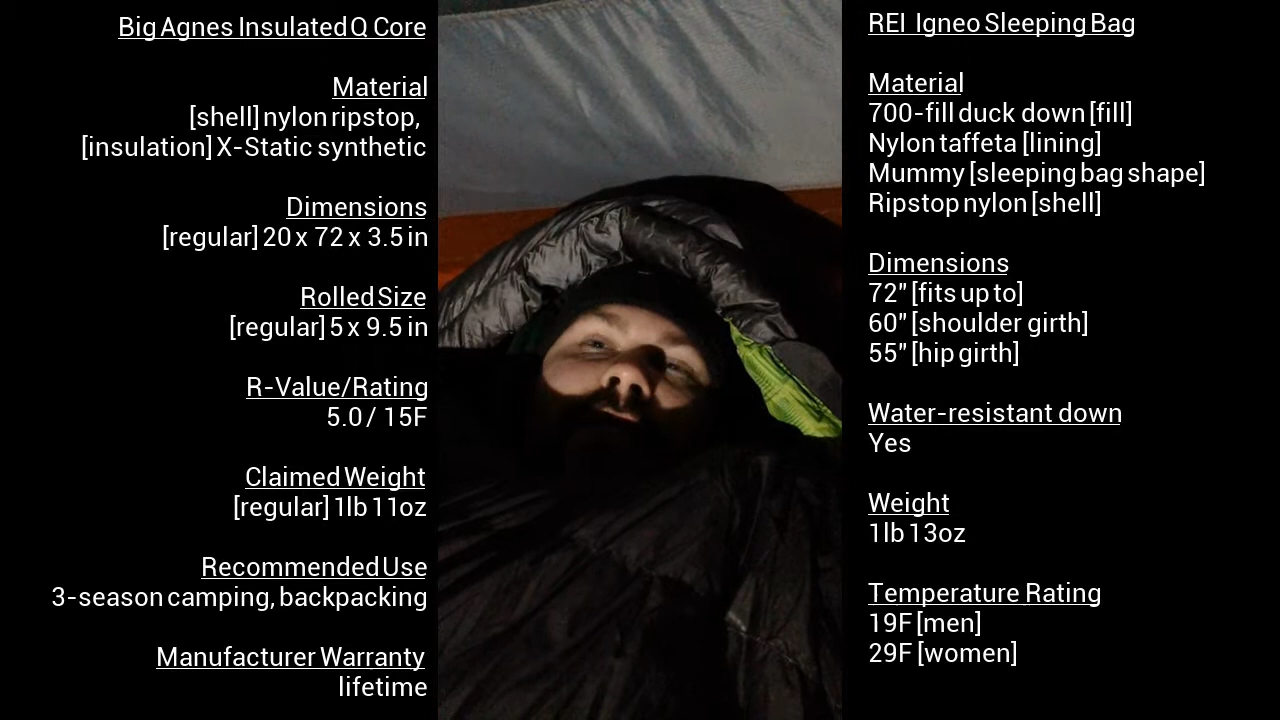 Big Agnes Insulated Q Core
Material
[shell] nylon ripstop,
[insulation] X-Static synthetic
Dimensions
[regular] 20 x 72 x 3.5 in
Rolled Size
[regular] 5 x 9.5 in
R-Value/Rating
5.0 / 15F
Claimed Weight
[regular] 1lb 11oz
Recommended Use
3-season camping, backpacking
Manufacturer Warranty
lifetime
REI Igneo Sleeping Bag
Material
700-fill duck down [fill]
Nylon taffeta [lining]
Mummy [sleeping bag shape]
Ripstop nylon [shell]
Dimensions
72" [fits up to]
60" [shoulder girth]
55" [hip girth]
Water-resistant down
Yes
Weight
1lb 13oz
Temperature Rating
19F [men]
29F [women]